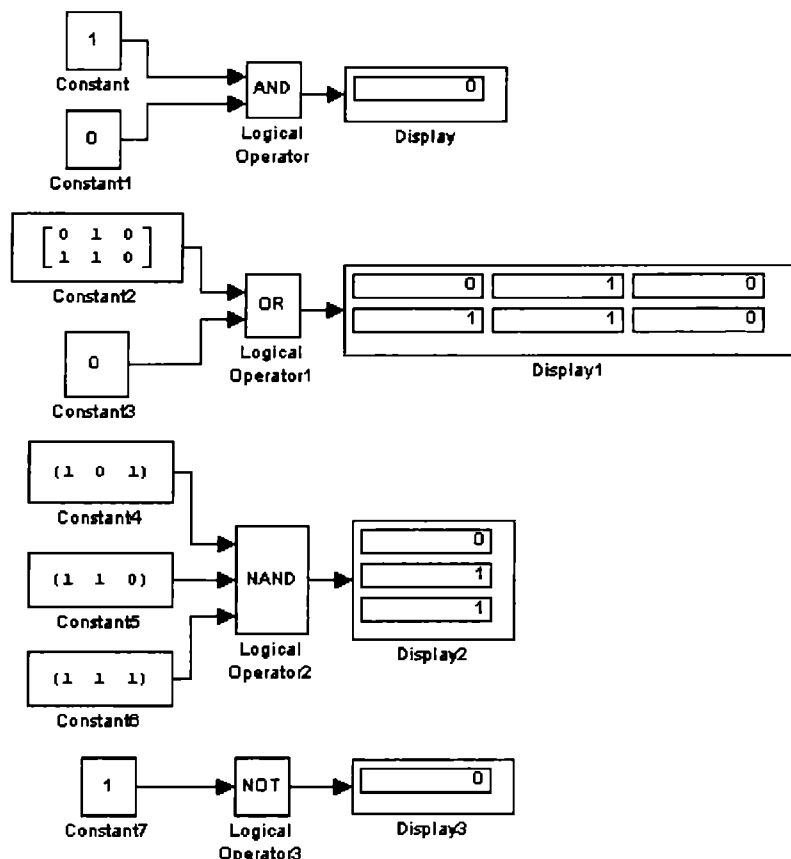 1
Constant
0
Constant1
AND
Logical
Operator
0
Display
0 1 0
1 1 0
Constant2
0
Constant3
OR
Logical
Operator1
0 1 0
1 1 0
Display1
(1 0 1)
Constant4
(1 1 0)
Constant5
(1 1 1)
Constant6
NAND
Logical
Operator2
0
1
1
Display2
1
Constant7
NOT
Logical
Operator3
0
Display3